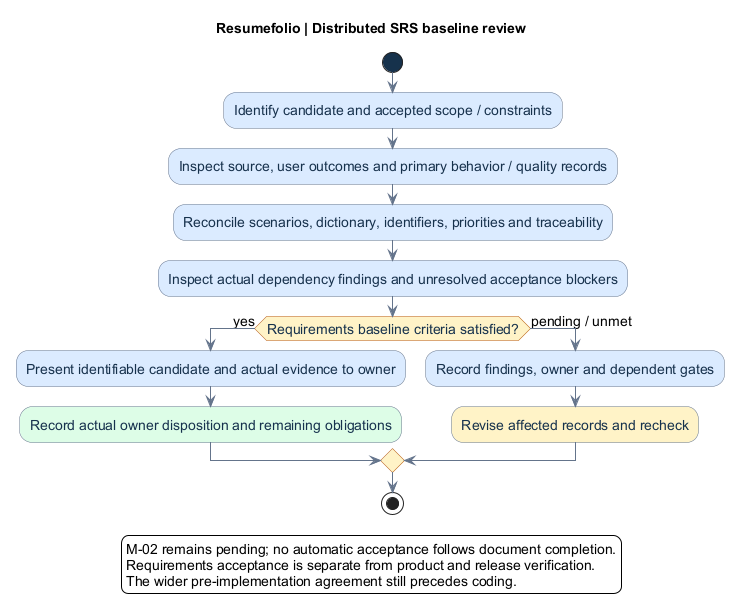 Resumefolio | Distributed SRS baseline review
Identify candidate and accepted scope / constraints
Inspect source, user outcomes and primary behavior / quality records
Reconcile scenarios, dictionary, identifiers, priorities and traceability
Inspect actual dependency findings and unresolved acceptance blockers
yes
Requirements baseline criteria satisfied?
pending / unmet
Present identifiable candidate and actual evidence to owner
Record findings, owner and dependent gates
Record actual owner disposition and remaining obligations
Revise affected records and recheck
M-02 remains pending; no automatic acceptance follows document completion.
Requirements acceptance is separate from product and release verification.
The wider pre-implementation agreement still precedes coding.